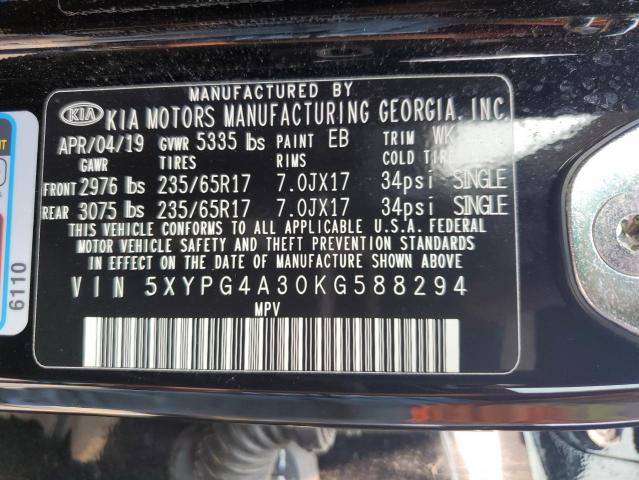 MANUFACTURED BY
KIA KIA MOTORS MANUFACTURING GEORGIA, INC.
APR/04/19 GVWR 5335 lbs PAINT EB TRIM WK
GAWR TIRES RIMS COLD
FRONT 2976 lbs 235/65R17 7.0JX17 34psi SINGLE
REAR 3075 lbs 235/65R17 7.0JX17 34psi SINGLE
THIS VEHICLE CONFORMS TO ALL APPLICABLE U.S.A. FEDERAL
MOTOR VEHICLE SAFETY AND THEFT PREVENTION STANDARDS
IN EFFECT ON THE DATE OF MANUFACTURE SHOWN ABOVE
VIN 5XYPG4A30KG588294
MPV
6110